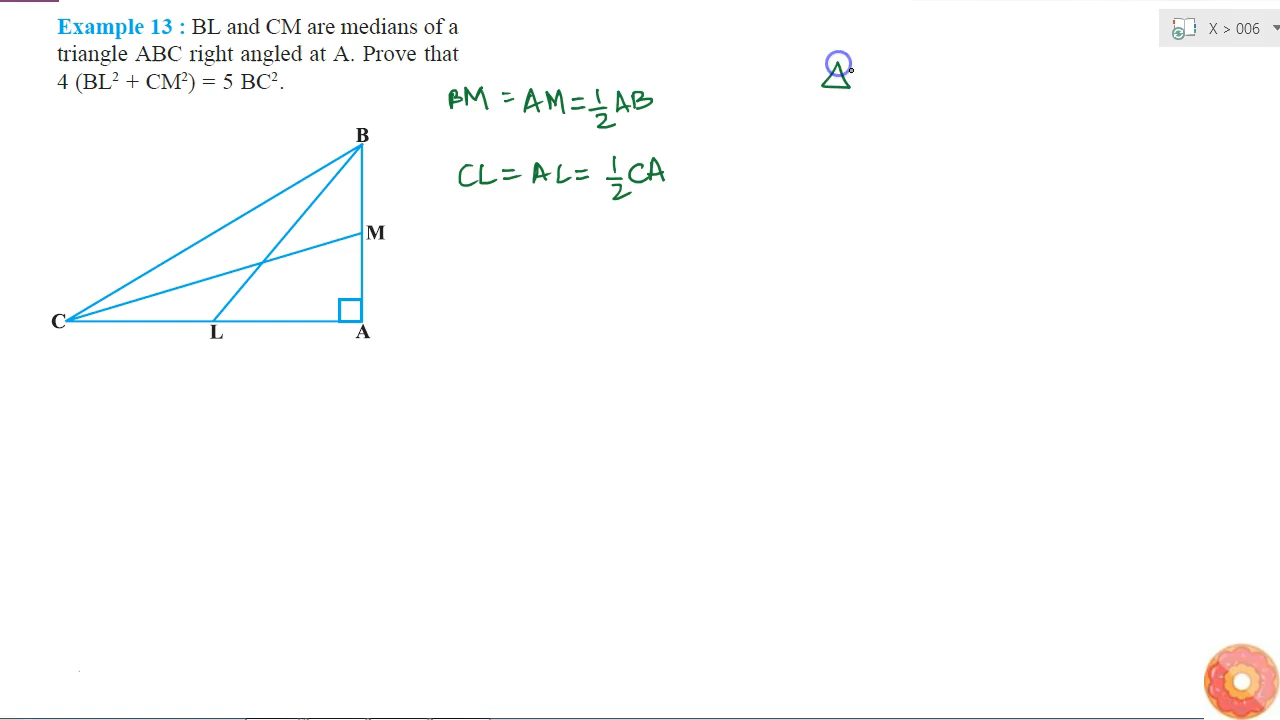 Example 13 : BL and CM are medians of a
triangle ABC right angled at A. Prove that
4 (BL² + CM²) = 5 BC².
X > 006
BM = AM = 1/2 AB
CL = AL = 1/2 CA
Δ
B
M
C
L
A